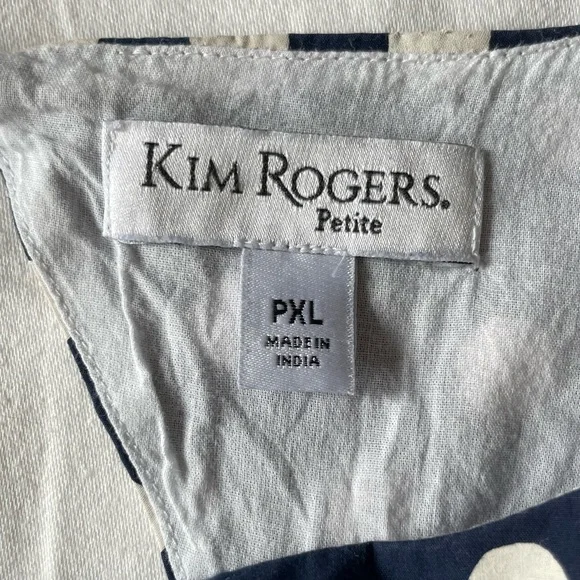 KIM ROGERS.
Petite
PXL
MADE IN
INDIA